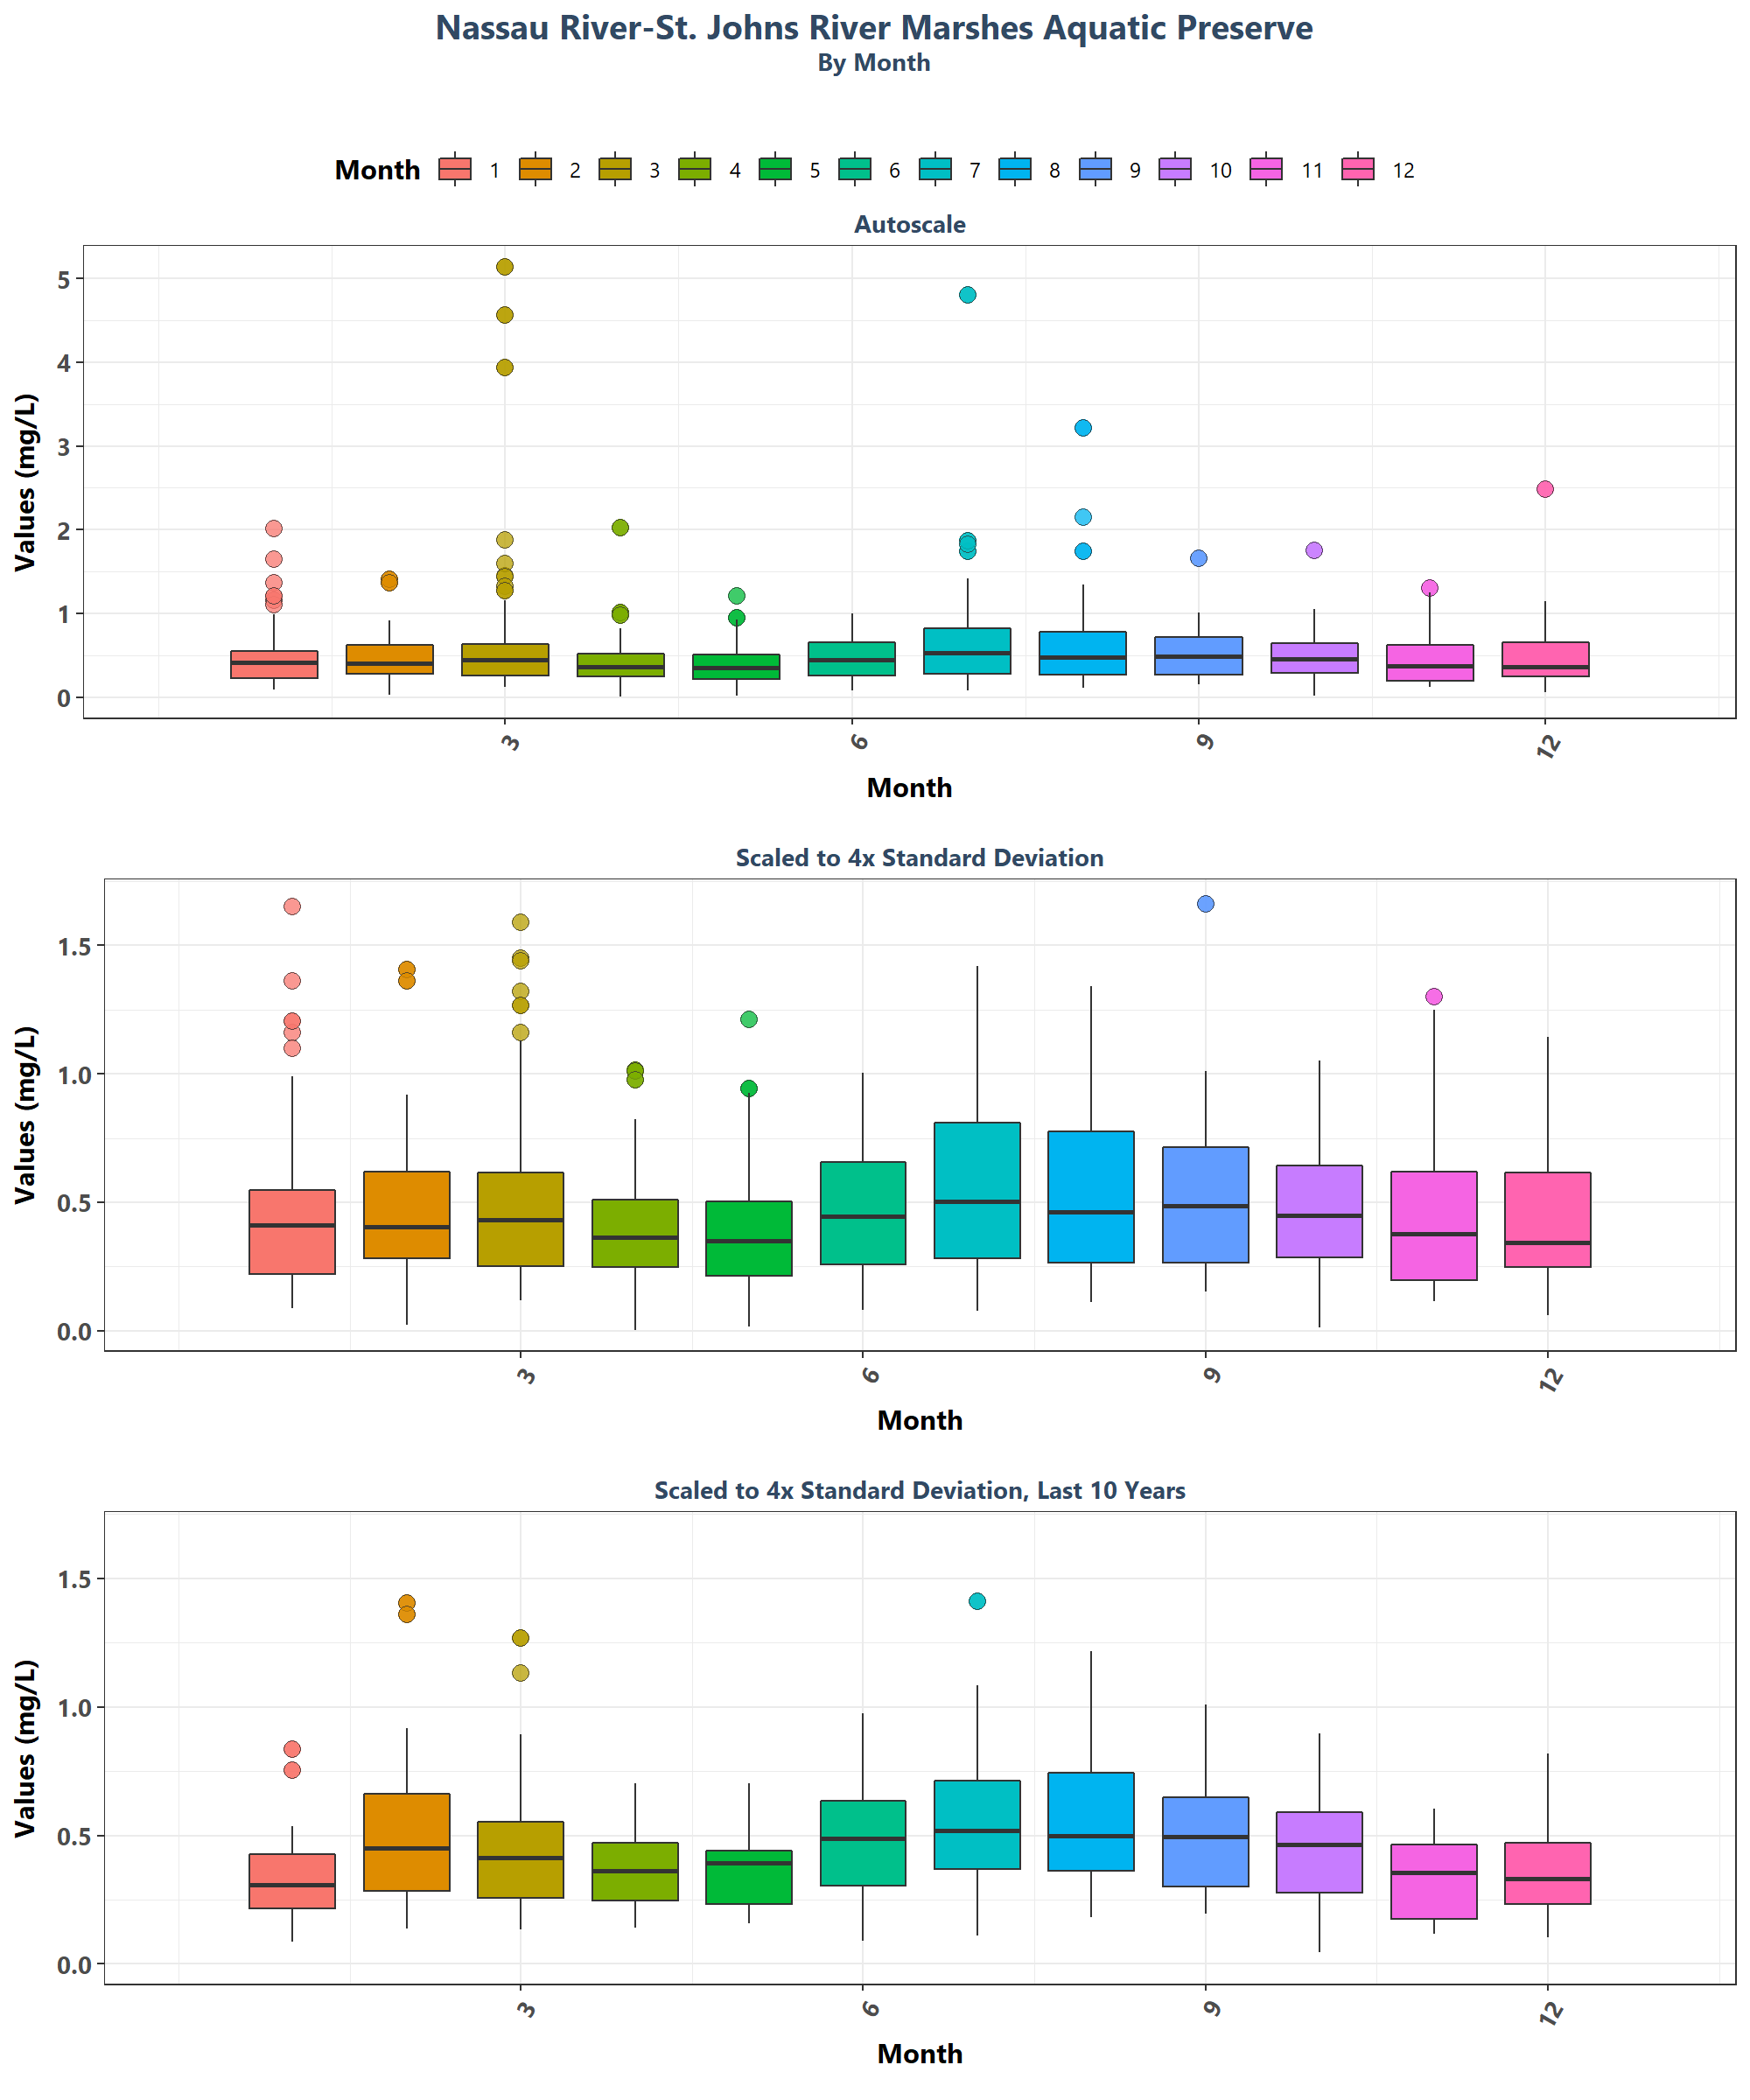 Nassau River-St. Johns River Marshes Aquatic Preserve
By Month
Month 1 2 3 4 5 6 7 8 9 10 11 12
Autoscale
Values (mg/L)
5
4
3
2
1
0
3 6 9 12
Month
Scaled to 4x Standard Deviation
Values (mg/L)
1.5
1.0
0.5
0.0
3 6 9 12
Month
Scaled to 4x Standard Deviation, Last 10 Years
Values (mg/L)
1.5
1.0
0.5
0.0
3 6 9 12
Month